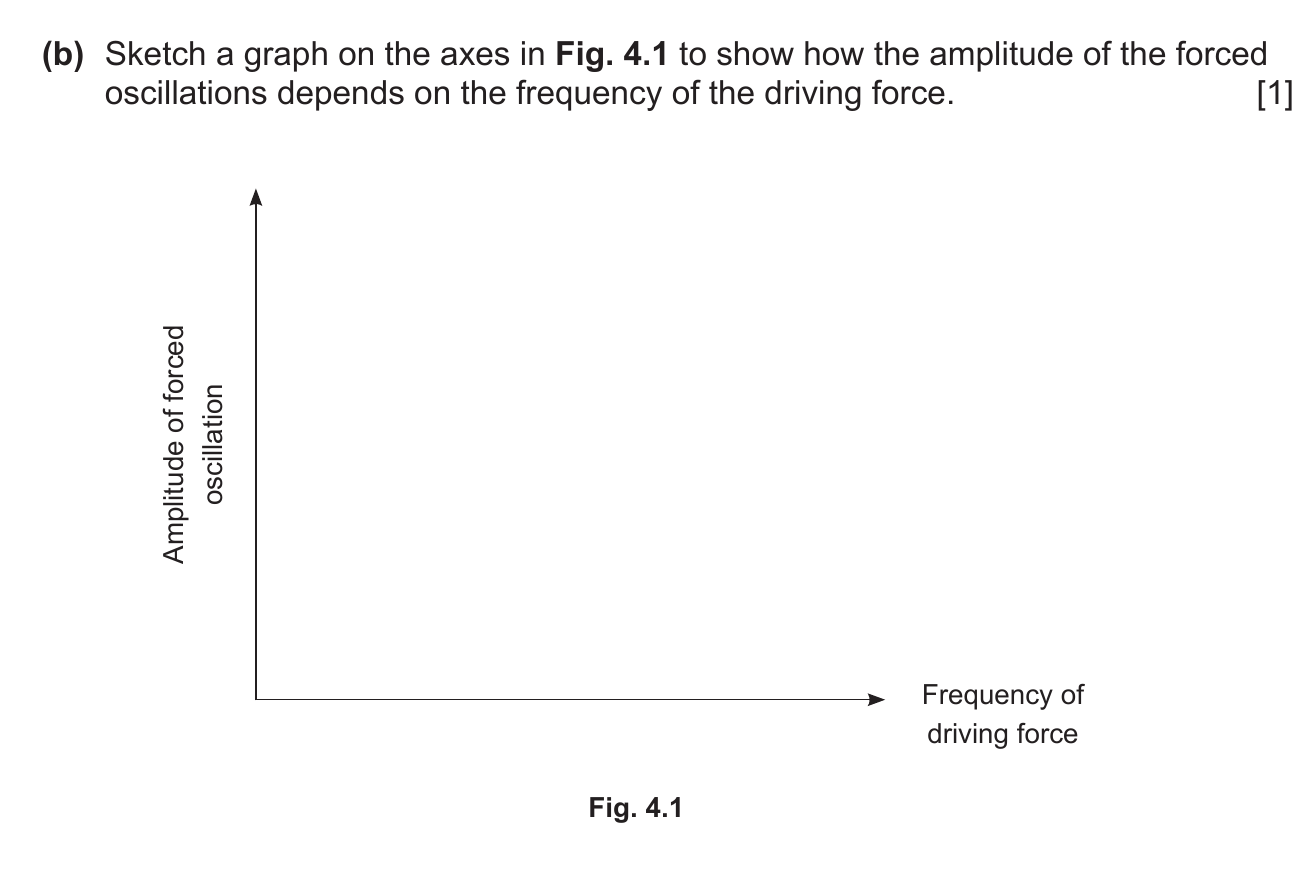 (b) Sketch a graph on the axes in Fig. 4.1 to show how the amplitude of the forced
oscillations depends on the frequency of the driving force. [1]
Amplitude of forced
oscillation
Frequency of
driving force
Fig. 4.1